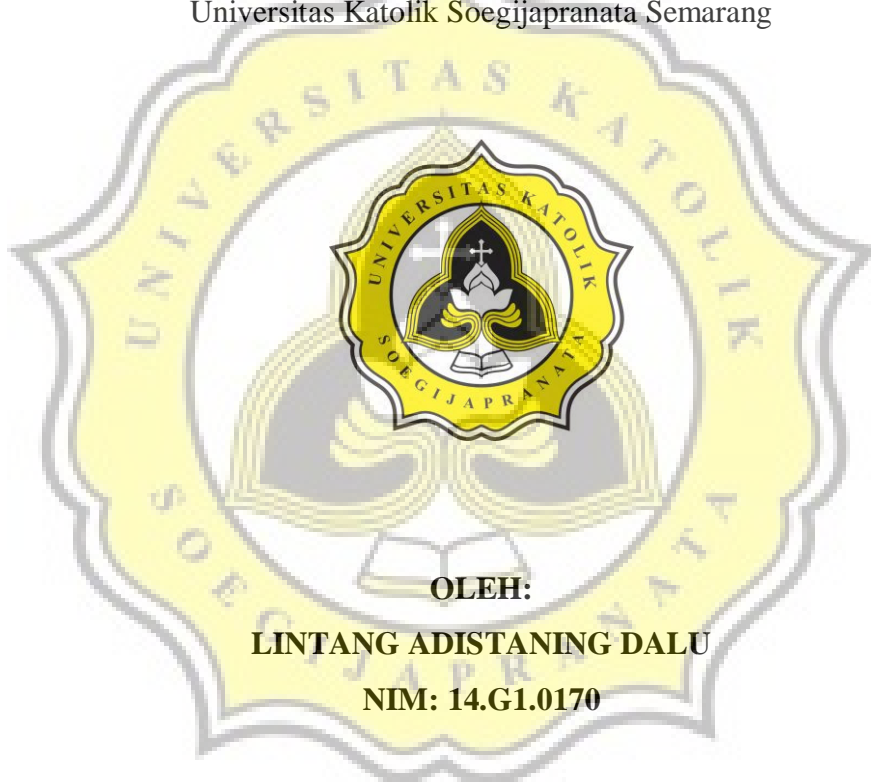 Universitas Katolik Soegijapranata Semarang
UNIVERSITAS KATOLIK
SOEGIJAPRANATA
UNIVERSITAS KATOLIK
SOEGIJAPRANATA
OLEH:
LINTANG ADISTANING DALU
NIM: 14.G1.0170